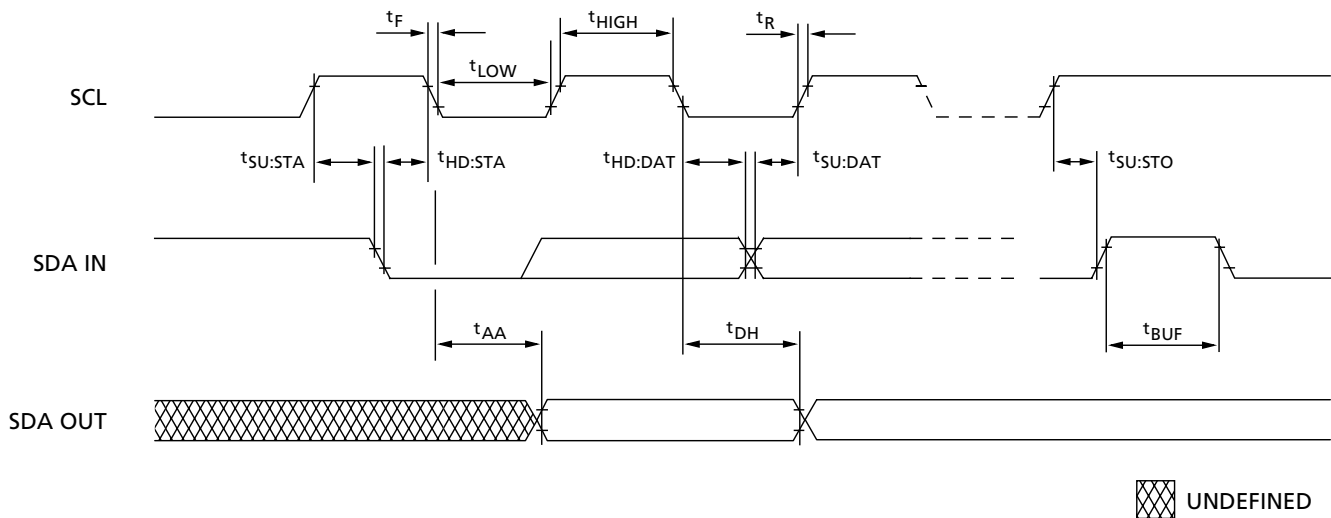 tF
tHIGH
tR
tLOW
SCL
tSU:STA
tHD:STA
tHD:DAT
tSU:DAT
tSU:STO
SDA IN
tAA
tDH
tBUF
SDA OUT
UNDEFINED